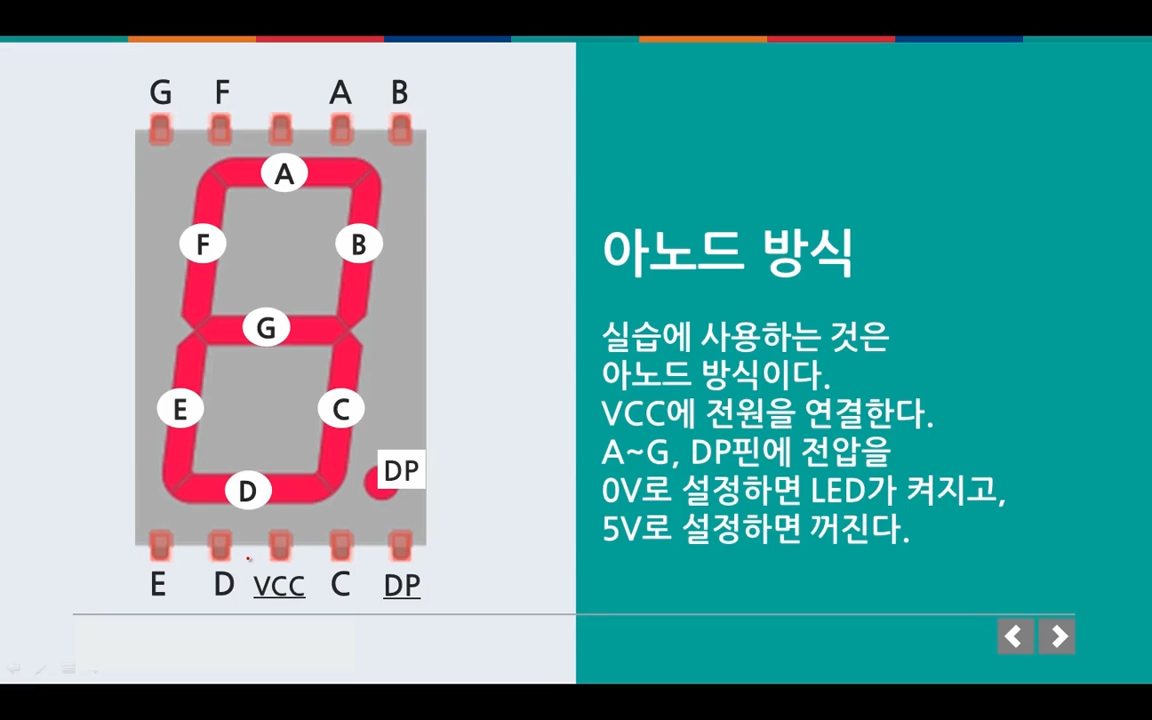 G F A B
A
F B
G
E C
DP
D
E D VCC C DP
아노드 방식
실습에 사용하는 것은
아노드 방식이다.
VCC에 전원을 연결한다.
A~G, DP핀에 전압을
0V로 설정하면 LED가 켜지고,
5V로 설정하면 꺼진다.